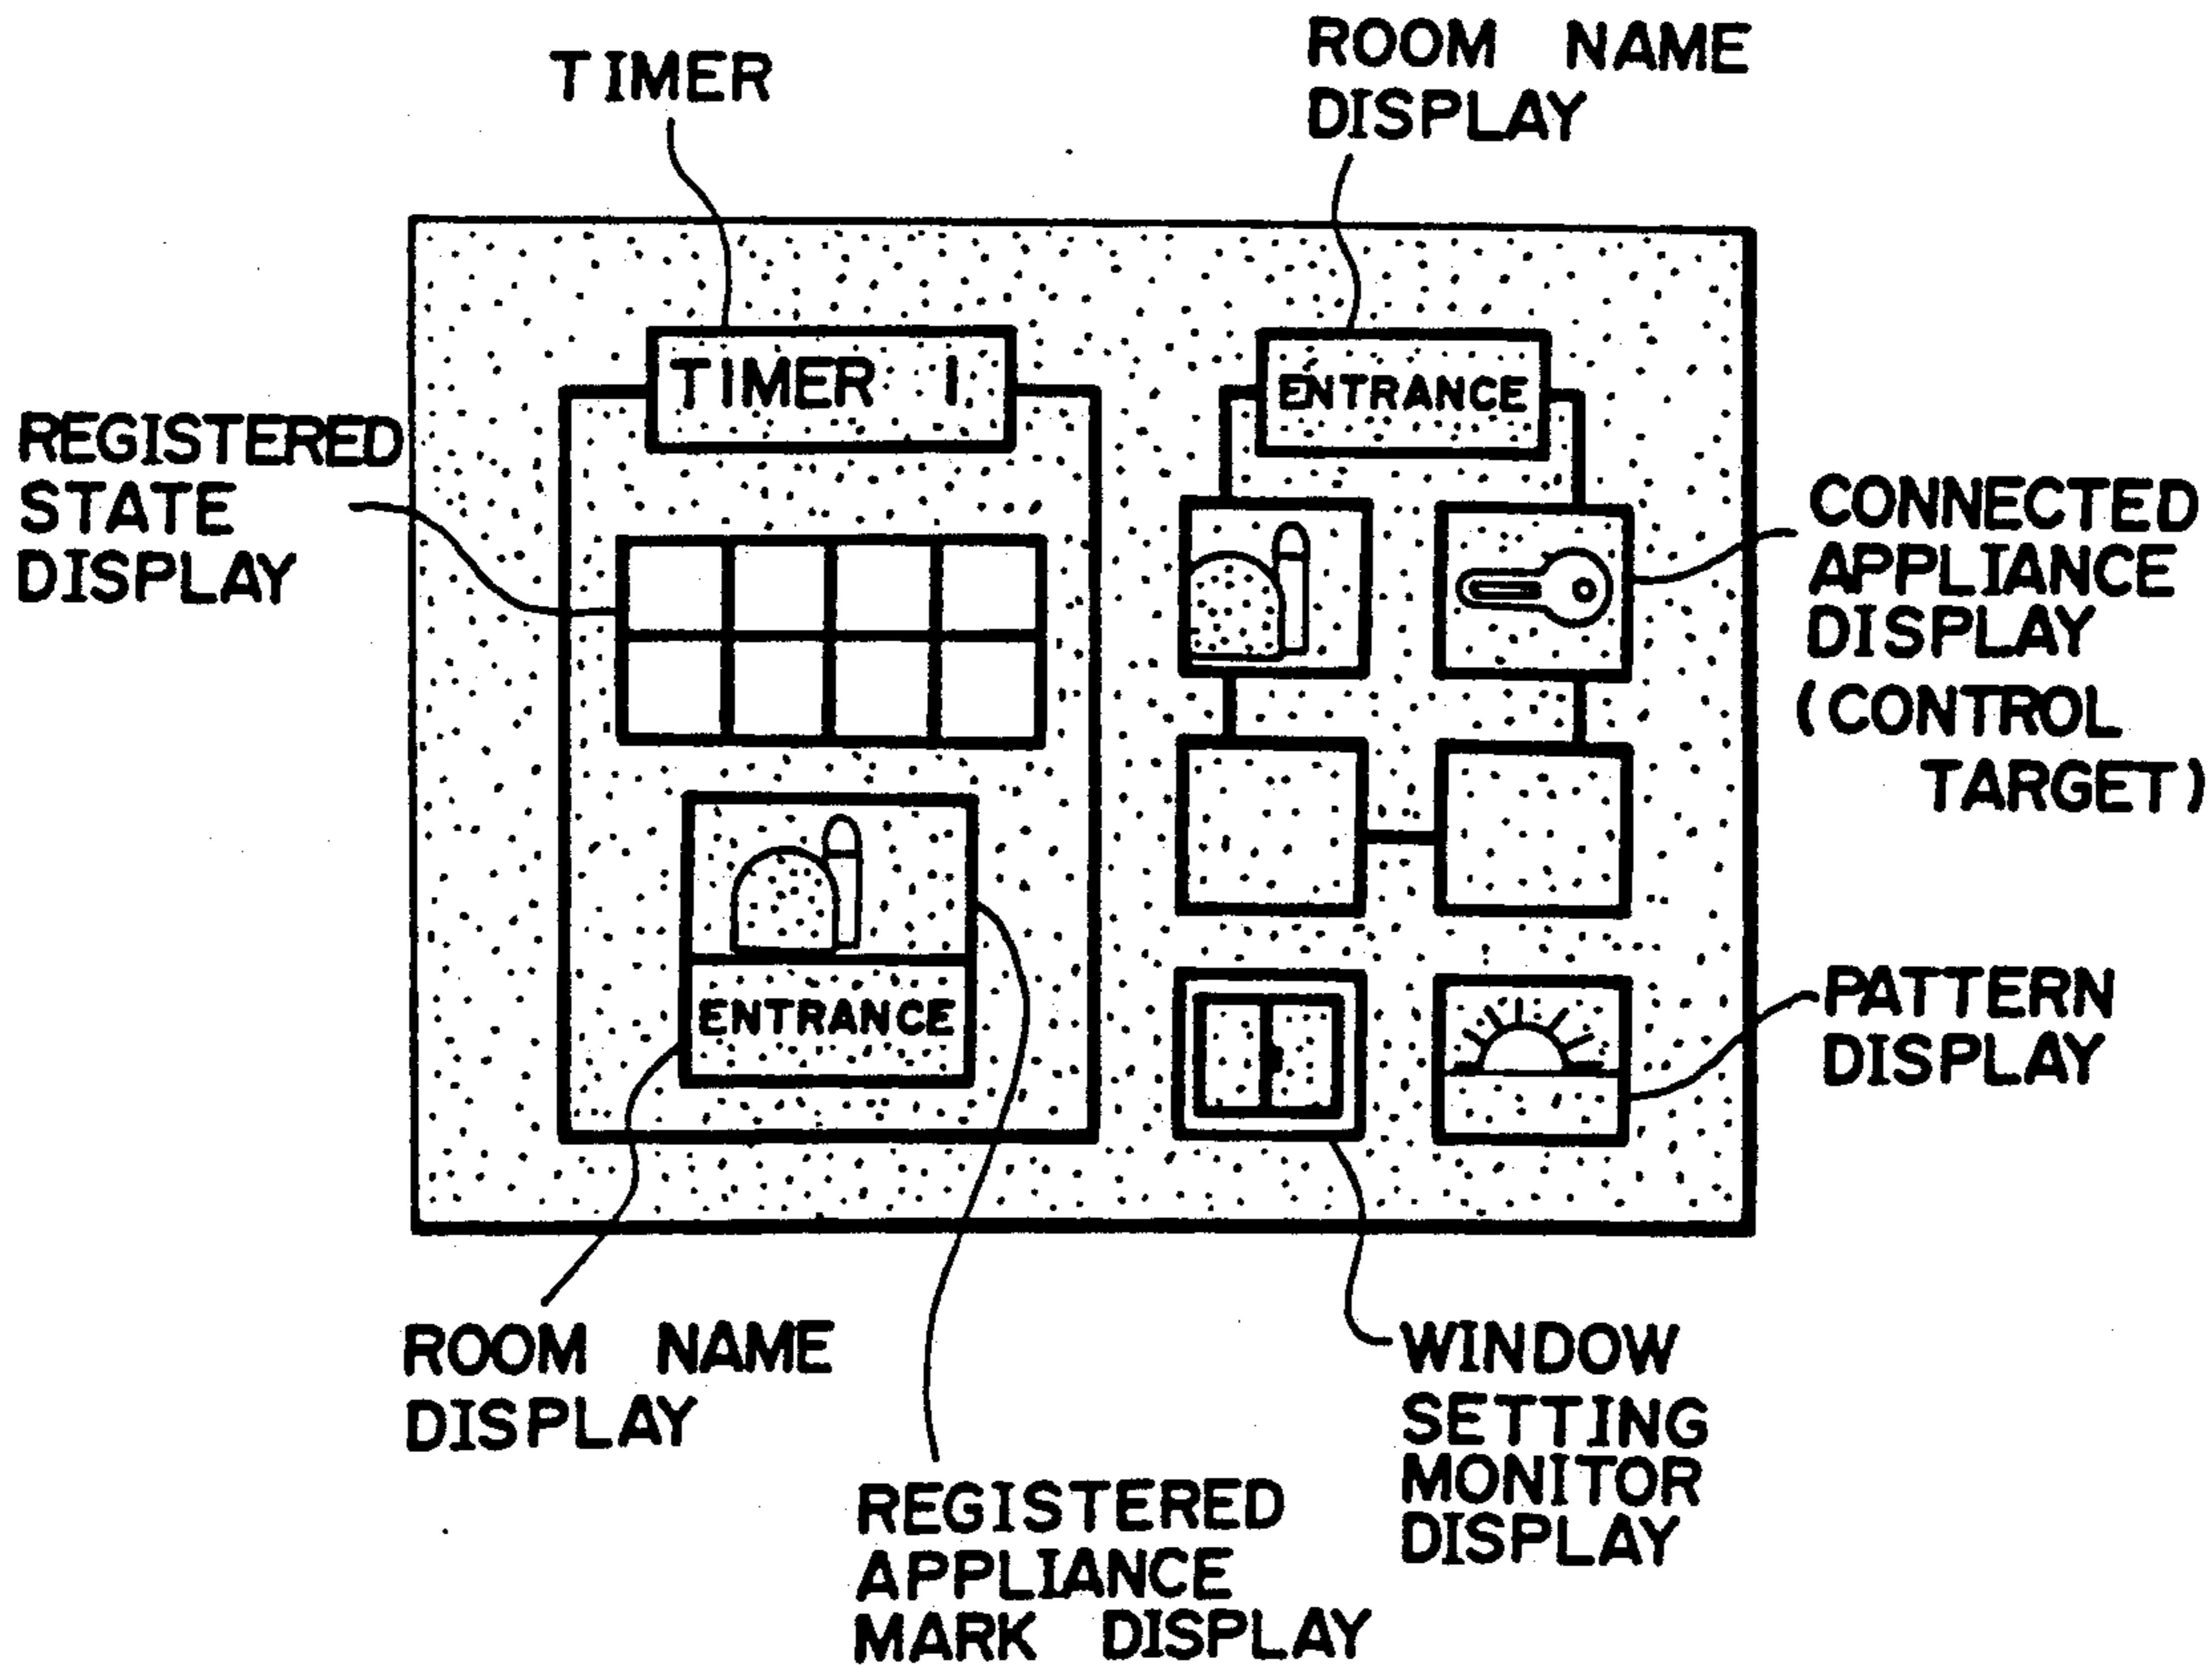 TIMER
ROOM NAME
DISPLAY
TIMER 1
ENTRANCE
REGISTERED
STATE
DISPLAY
CONNECTED
APPLIANCE
DISPLAY
(CONTROL
TARGET)
ENTRANCE
PATTERN
DISPLAY
ROOM NAME
DISPLAY
WINDOW
SETTING
MONITOR
DISPLAY
REGISTERED
APPLIANCE
MARK DISPLAY